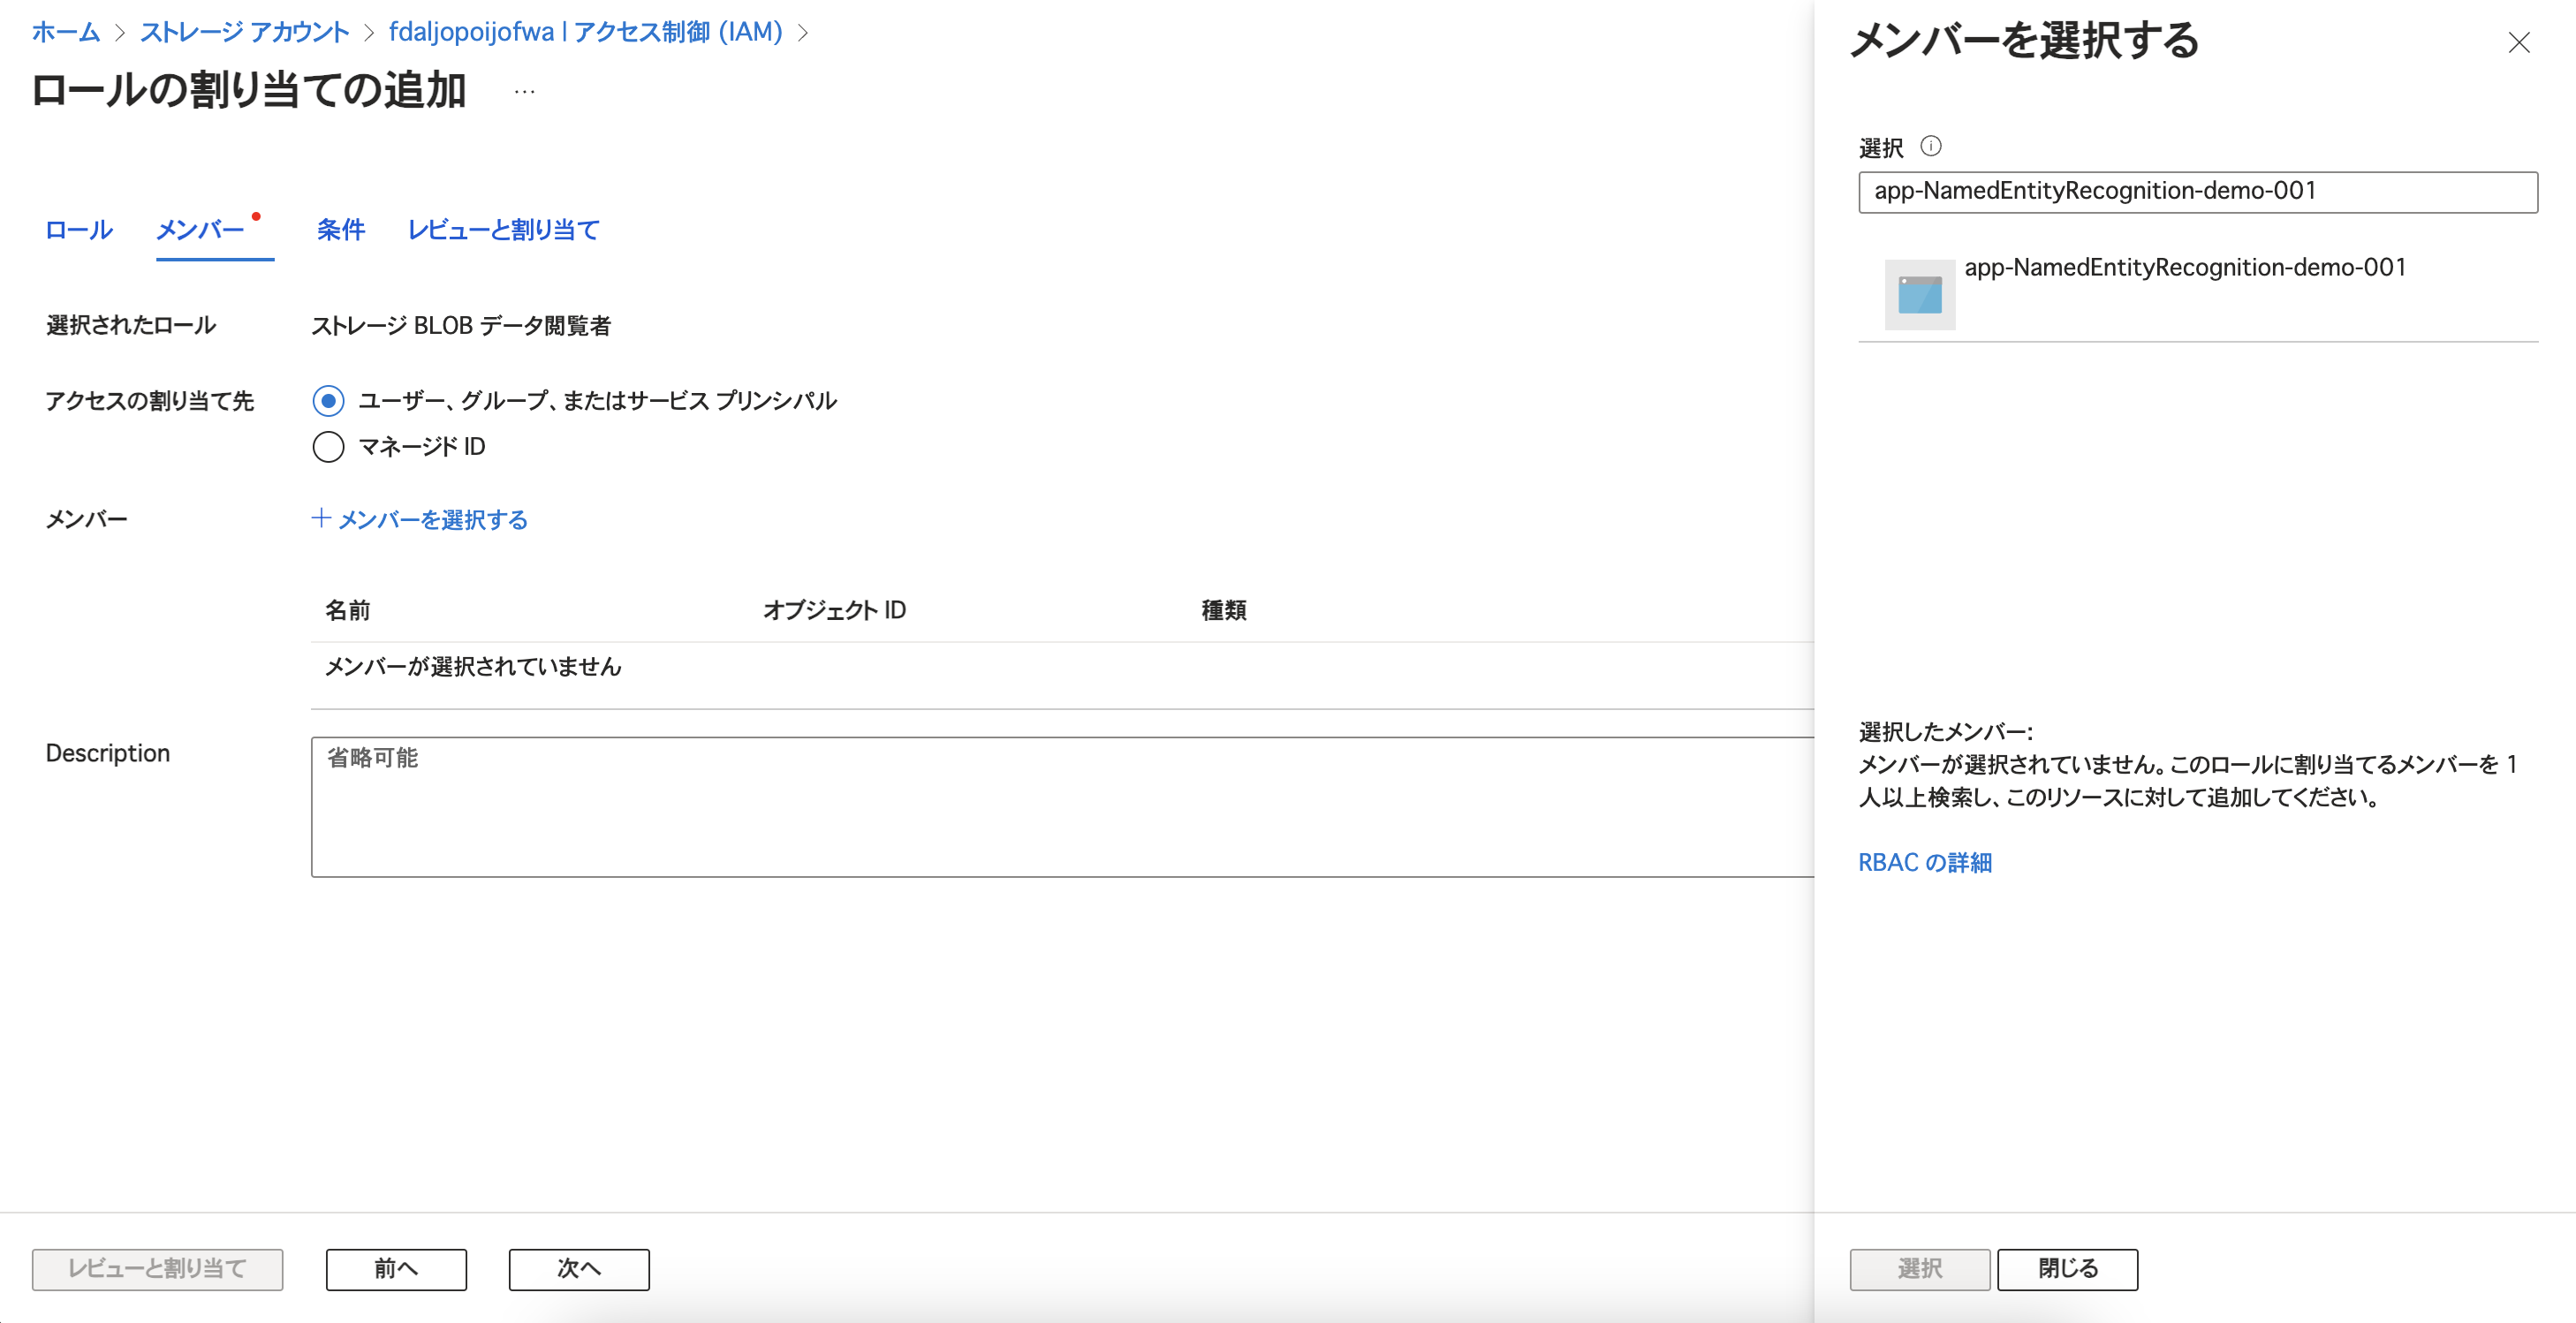 ホーム > ストレージ アカウント > fdaljopoijofwa | アクセス制御 (IAM) >
ロールの割り当ての追加 ...
ロール メンバー 条件 レビューと割り当て
選択されたロール ストレージ BLOB データ閲覧者
アクセスの割り当て先 ユーザー、グループ、またはサービス プリンシパル
マネージド ID
メンバー + メンバーを選択する
名前 オブジェクト ID 種類
メンバーが選択されていません
Description 省略可能
レビューと割り当て 前へ 次へ
メンバーを選択する
選択
app-NamedEntityRecognition-demo-001
app-NamedEntityRecognition-demo-001
選択したメンバー:
メンバーが選択されていません。このロールに割り当てるメンバーを 1
人以上検索し、このリソースに対して追加してください。
RBAC の詳細
選択 閉じる